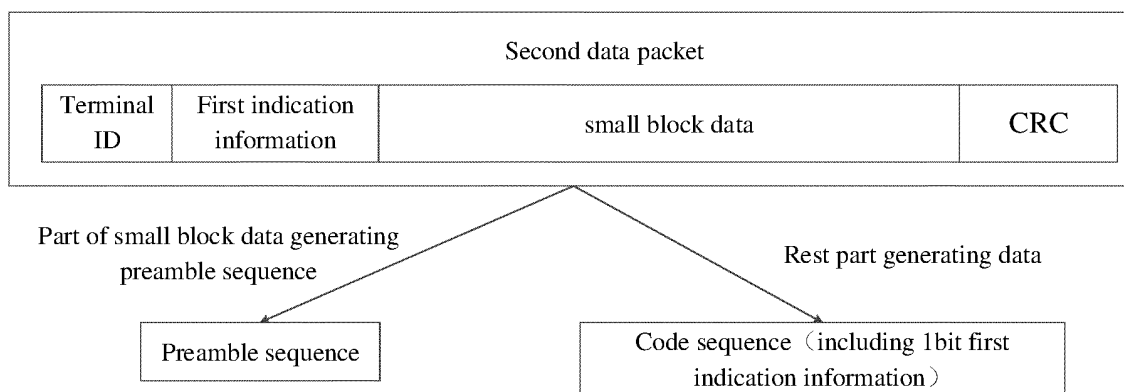 Second data packet
Terminal
ID
First indication
information
small block data
CRC
Part of small block data generating
preamble sequence
Rest part generating data
Preamble sequence
Code sequence（including 1bit first
indication information）